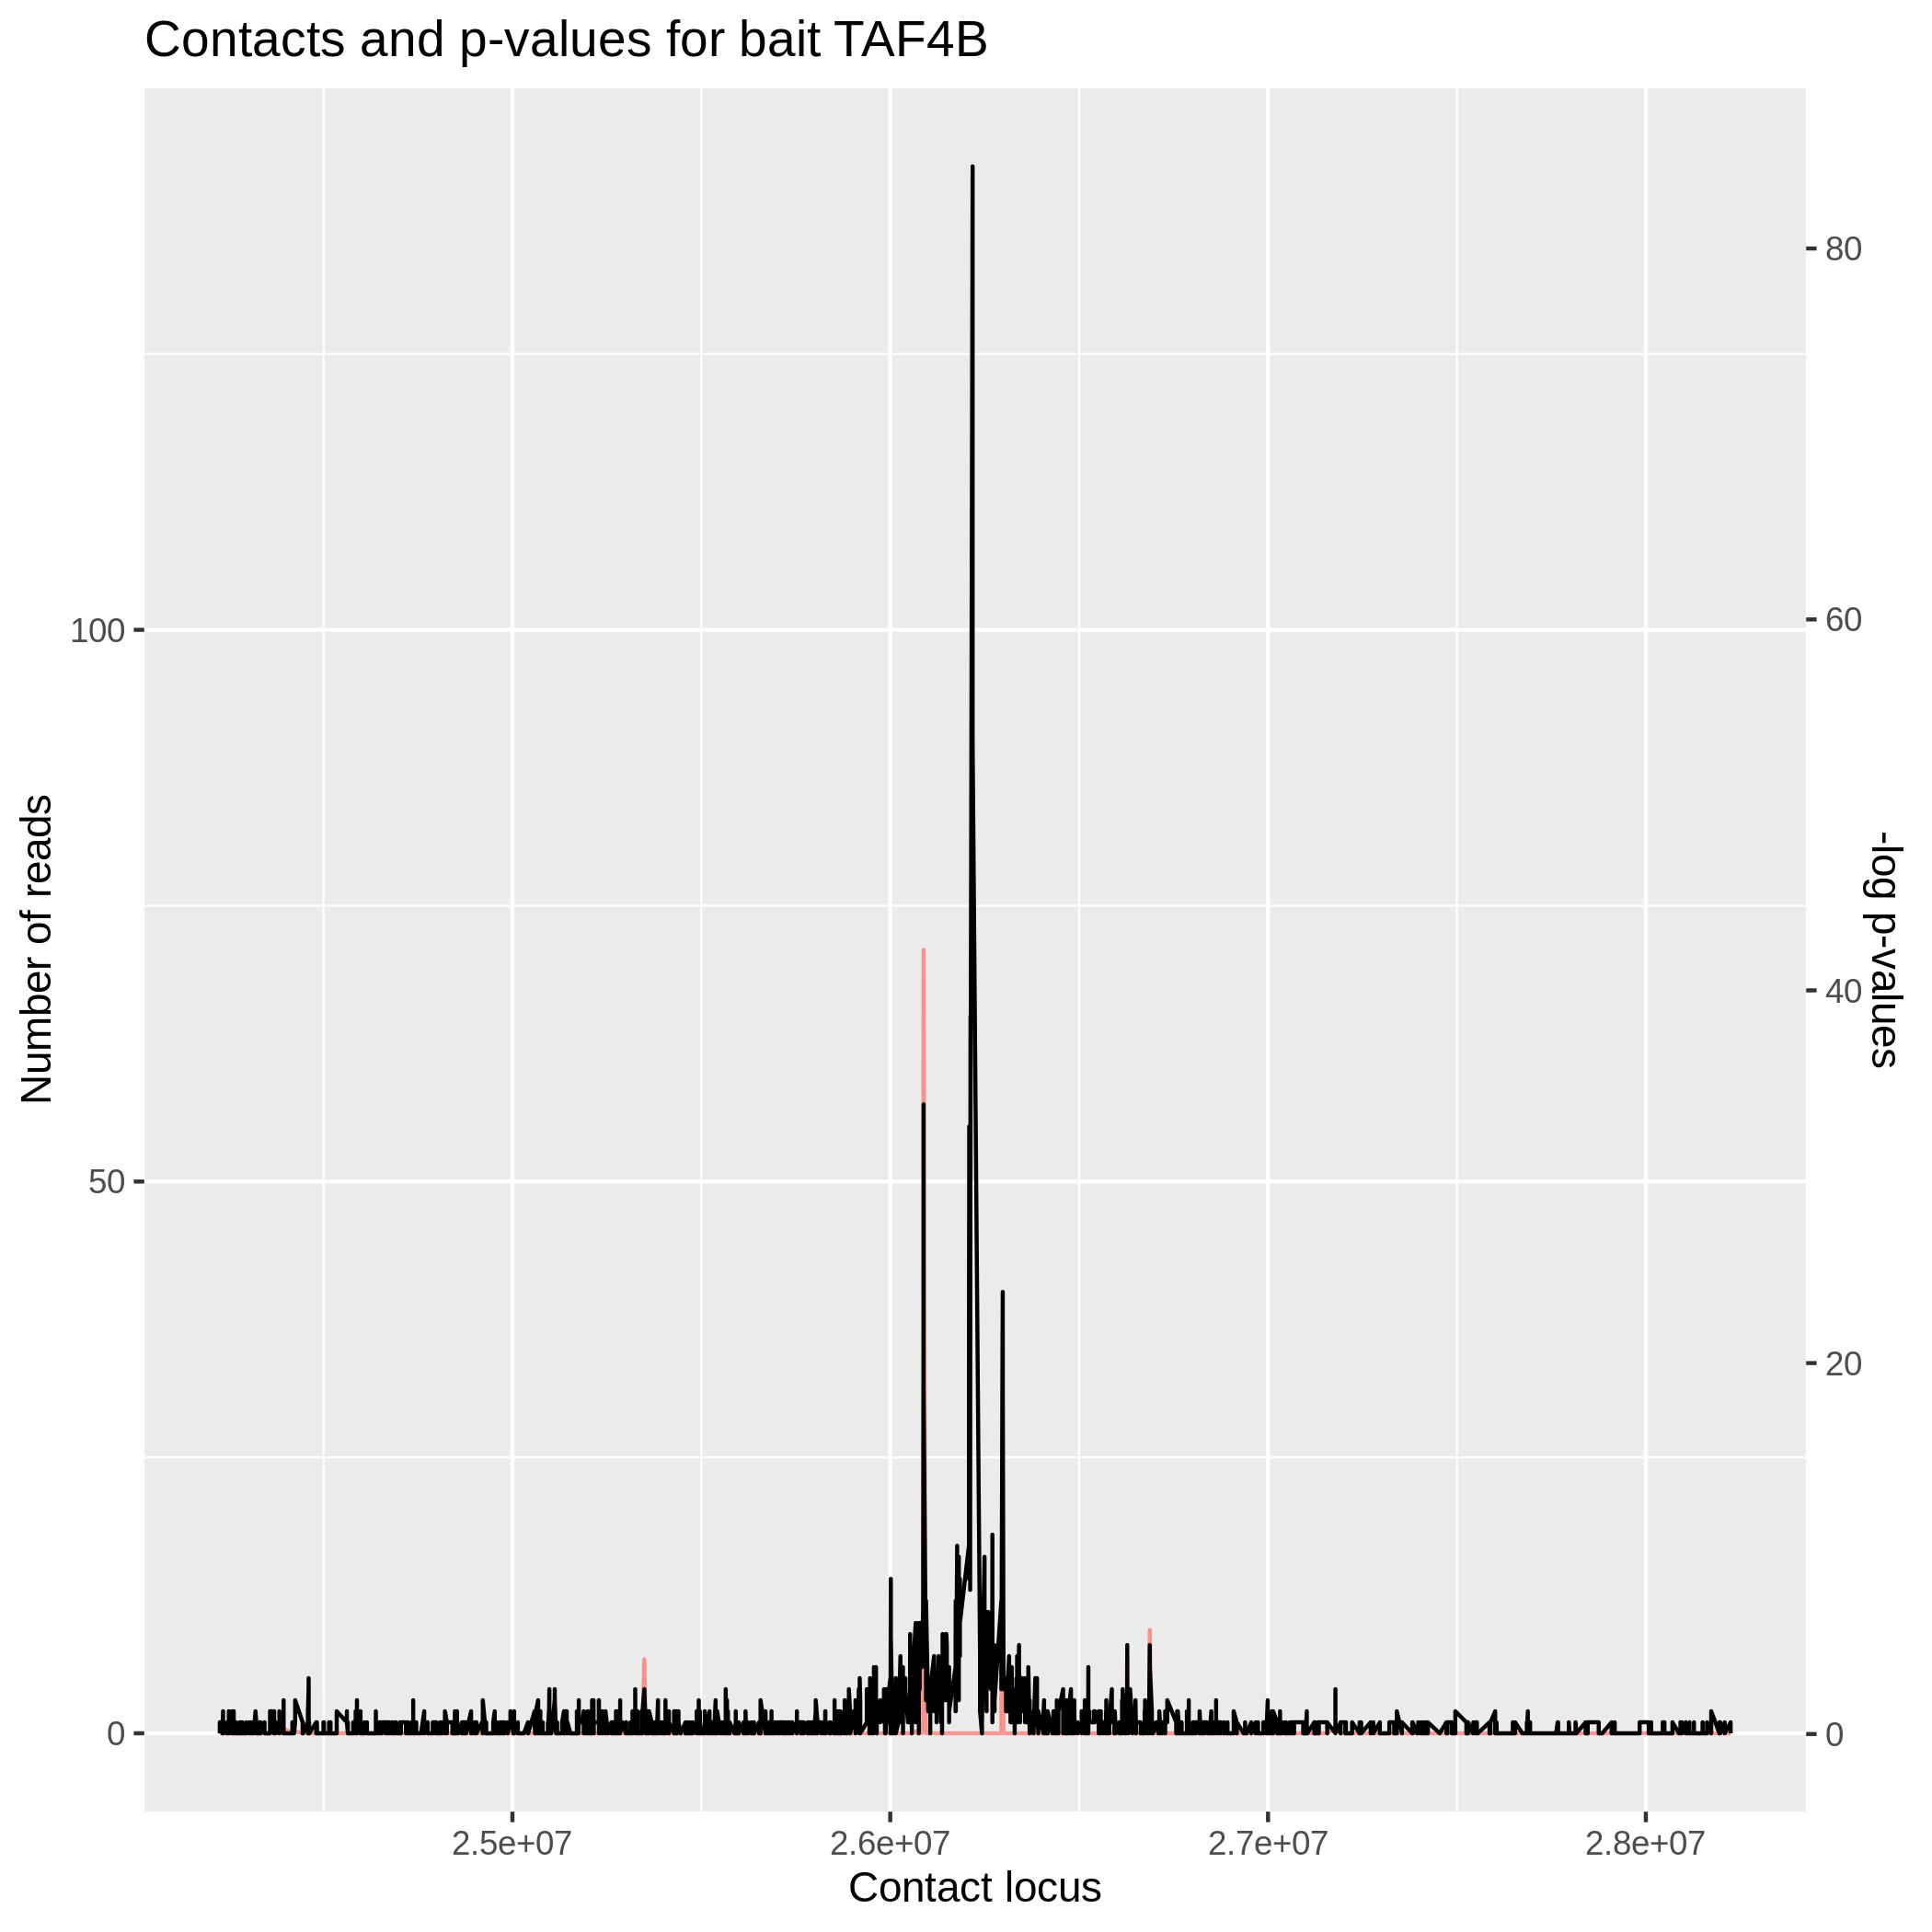 Contacts and p-values for bait TAF4B
Number of reads
100
50
0
80
60
40
20
0
-log p-values
2.5e+07
2.6e+07
2.7e+07
2.8e+07
Contact locus